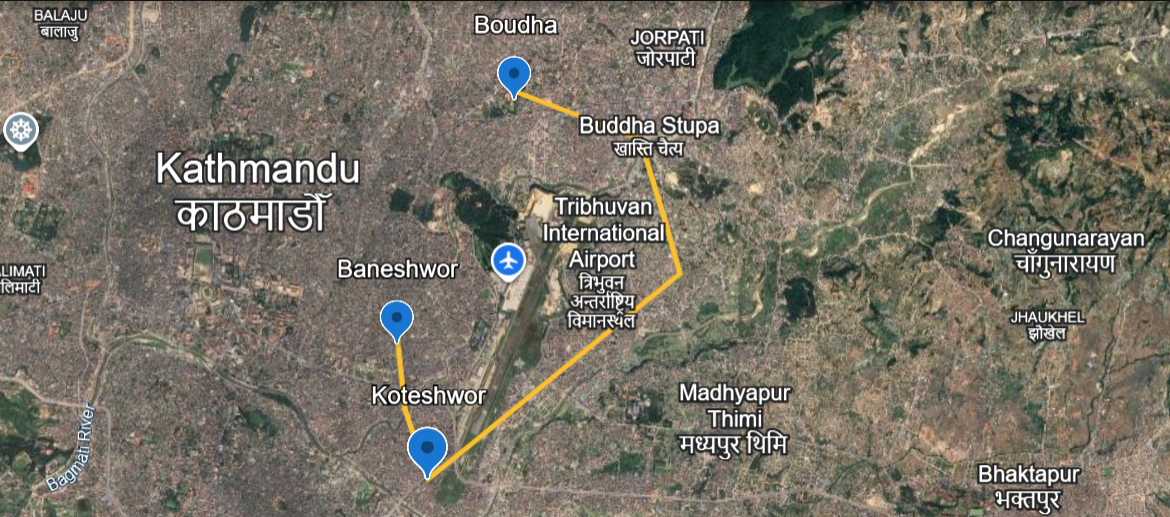 BALAJU
बालाजु
Boudha
JORPATI
जोरपाटी
Buddha Stupa
खास्ति चैत्य
Kathmandu
काठमाडौँ
Tribhuvan
International
Airport
त्रिभुवन
अन्तर्राष्ट्रिय
विमानस्थल
Changunarayan
चाँगुनारायण
ALIMATI
लिमाटी
Baneshwor
JHAUKHEL
झौखेल
Koteshwor
Madhyapur
Thimi
मध्यपुर थिमि
Bagmati River
Bhaktapur
भक्तपुर